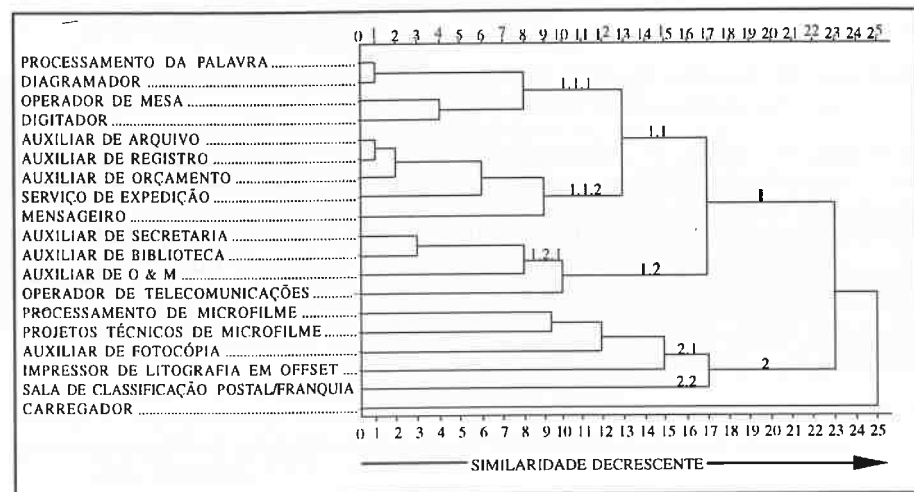 0 1 2 3 4 5 6 7 8 9 10 11 12 13 14 15 16 17 18 19 20 21 22 23 24 25
PROCESSAMENTO DA PALAVRA
DIAGRAMADOR
1.1.1
OPERADOR DE MESA
DIGITADOR
AUXILIAR DE ARQUIVO
1.1
AUXILIAR DE REGISTRO
AUXILIAR DE ORÇAMENTO
SERVIÇO DE EXPEDIÇÃO
1.1.2
1
MENSAGEIRO
AUXILIAR DE SECRETARIA
AUXILIAR DE BIBLIOTECA
1.2.1
AUXILIAR DE O & M
1.2
OPERADOR DE TELECOMUNICAÇÕES
PROCESSAMENTO DE MICROFILME
PROJETOS TÉCNICOS DE MICROFILME
AUXILIAR DE FOTOCÓPIA
2.1
IMPRESSOR DE LITOGRAFIA EM OFFSET
2
SALA DE CLASSIFICAÇÃO POSTAL/FRANQUIA
2.2
CARREGADOR
0 1 2 3 4 5 6 7 8 9 10 11 12 13 14 15 16 17 18 19 20 21 22 23 24 25
SIMILARIDADE DECRESCENTE